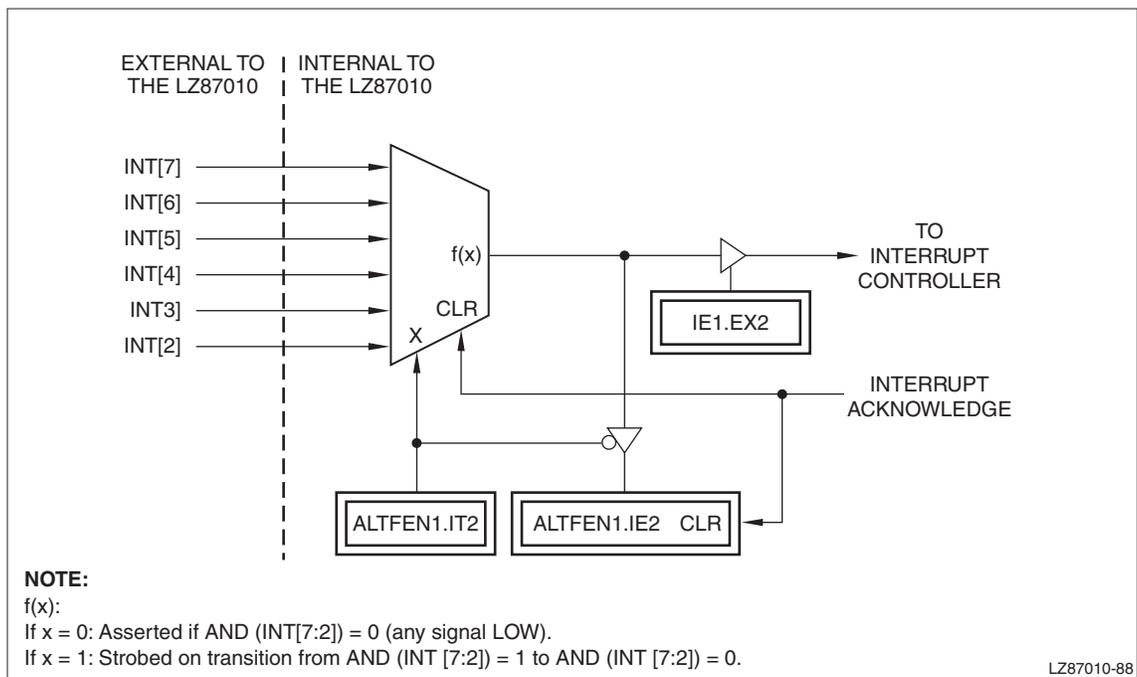 EXTERNAL TO
THE LZ87010
INTERNAL TO
THE LZ87010
INT[7]
INT[6]
INT[5]
INT[4]
INT3]
INT[2]
f(x)
CLR
X
TO
INTERRUPT
CONTROLLER
IE1.EX2
INTERRUPT
ACKNOWLEDGE
ALTFEN1.IT2
ALTFEN1.IE2 CLR
NOTE:
f(x):
If x = 0: Asserted if AND (INT[7:2]) = 0 (any signal LOW).
If x = 1: Strobed on transition from AND (INT [7:2]) = 1 to AND (INT [7:2]) = 0.
LZ87010-88